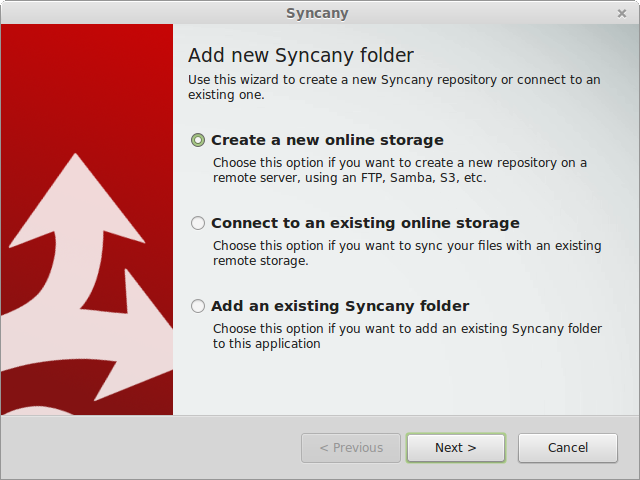 Syncany
Add new Syncany folder
Use this wizard to create a new Syncany repository or connect to an
existing one.
Create a new online storage
Choose this option if you want to create a new repository on a
remote server, using an FTP, Samba, S3, etc.
Connect to an existing online storage
Choose this option if you want to sync your files with an existing
remote storage.
Add an existing Syncany folder
Choose this option if you want to add an existing Syncany folder
to this application
< Previous
Next >
Cancel